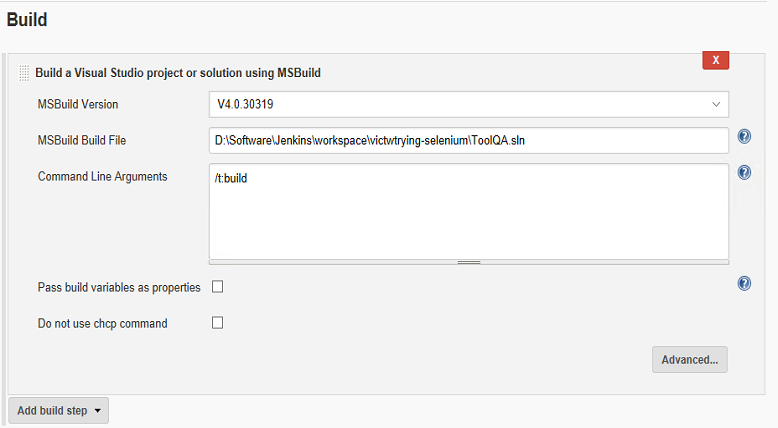 Build
X
Build a Visual Studio project or solution using MSBuild
MSBuild Version
V4.0.30319
MSBuild Build File
D:\Software\Jenkins\workspace\victwtrying-selenium\ToolQA.sln
?
Command Line Arguments
/t:build
?
Pass build variables as properties
?
Do not use chcp command
Advanced...
Add build step